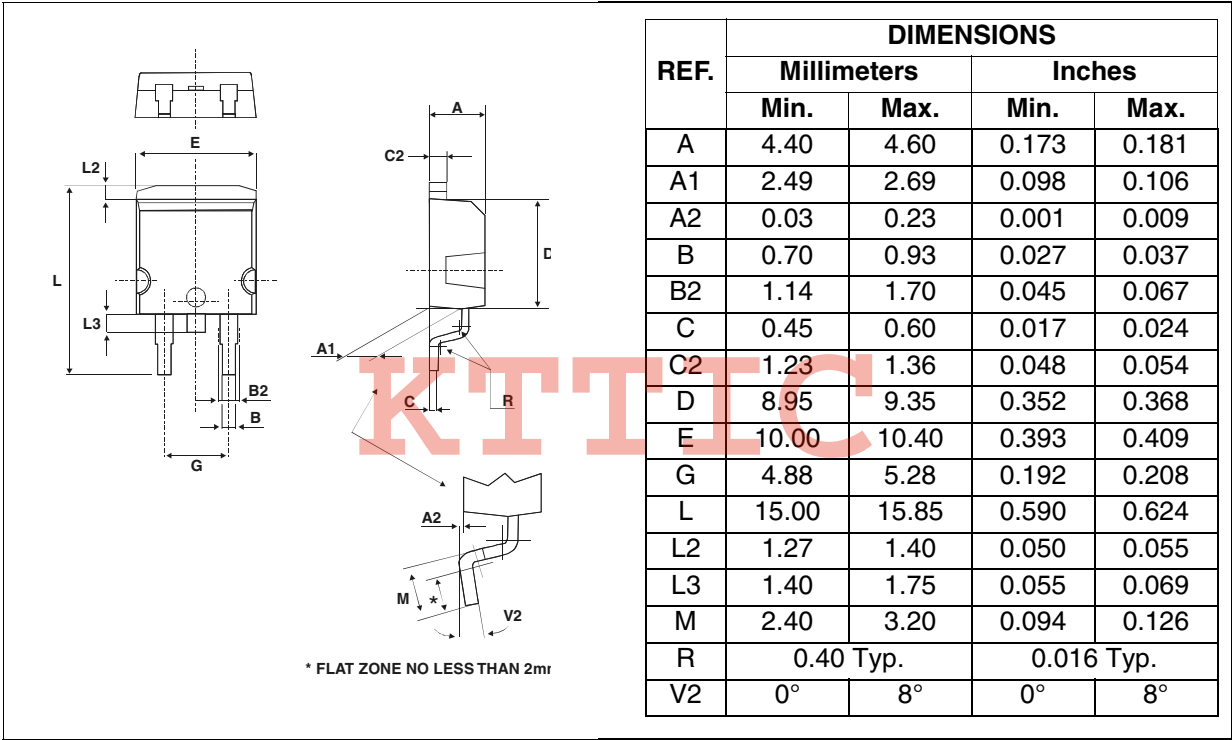 A
E
C2
L2
D
L
L3
A1
B2
C
R
B
G
A2
M
*
V2
* FLAT ZONE NO LESS THAN 2mm
KTTIC
REF. DIMENSIONS
Millimeters Inches
Min. Max. Min. Max.
A 4.40 4.60 0.173 0.181
A1 2.49 2.69 0.098 0.106
A2 0.03 0.23 0.001 0.009
B 0.70 0.93 0.027 0.037
B2 1.14 1.70 0.045 0.067
C 0.45 0.60 0.017 0.024
C2 1.23 1.36 0.048 0.054
D 8.95 9.35 0.352 0.368
E 10.00 10.40 0.393 0.409
G 4.88 5.28 0.192 0.208
L 15.00 15.85 0.590 0.624
L2 1.27 1.40 0.050 0.055
L3 1.40 1.75 0.055 0.069
M 2.40 3.20 0.094 0.126
R 0.40 Typ. 0.016 Typ.
V2 0° 8° 0° 8°